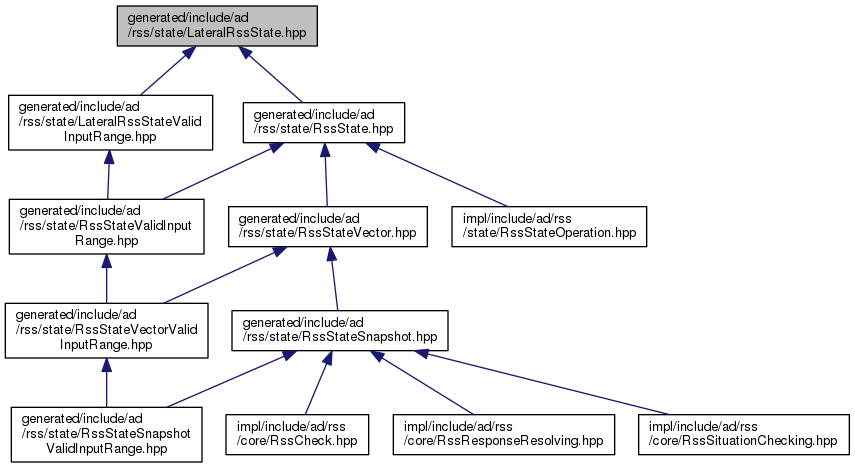 generated/include/ad
/rss/state/LateralRssState.hpp
generated/include/ad
/rss/state/LateralRssStateValid
InputRange.hpp
generated/include/ad
/rss/state/RssState.hpp
generated/include/ad
/rss/state/RssStateValidInput
Range.hpp
generated/include/ad
/rss/state/RssStateVector.hpp
impl/include/ad/rss
/state/RssStateOperation.hpp
generated/include/ad
/rss/state/RssStateVectorValid
InputRange.hpp
generated/include/ad
/rss/state/RssStateSnapshot.hpp
generated/include/ad
/rss/state/RssStateSnapshot
ValidInputRange.hpp
impl/include/ad/rss
/core/RssCheck.hpp
impl/include/ad/rss
/core/RssResponseResolving.hpp
impl/include/ad/rss
/core/RssSituationChecking.hpp